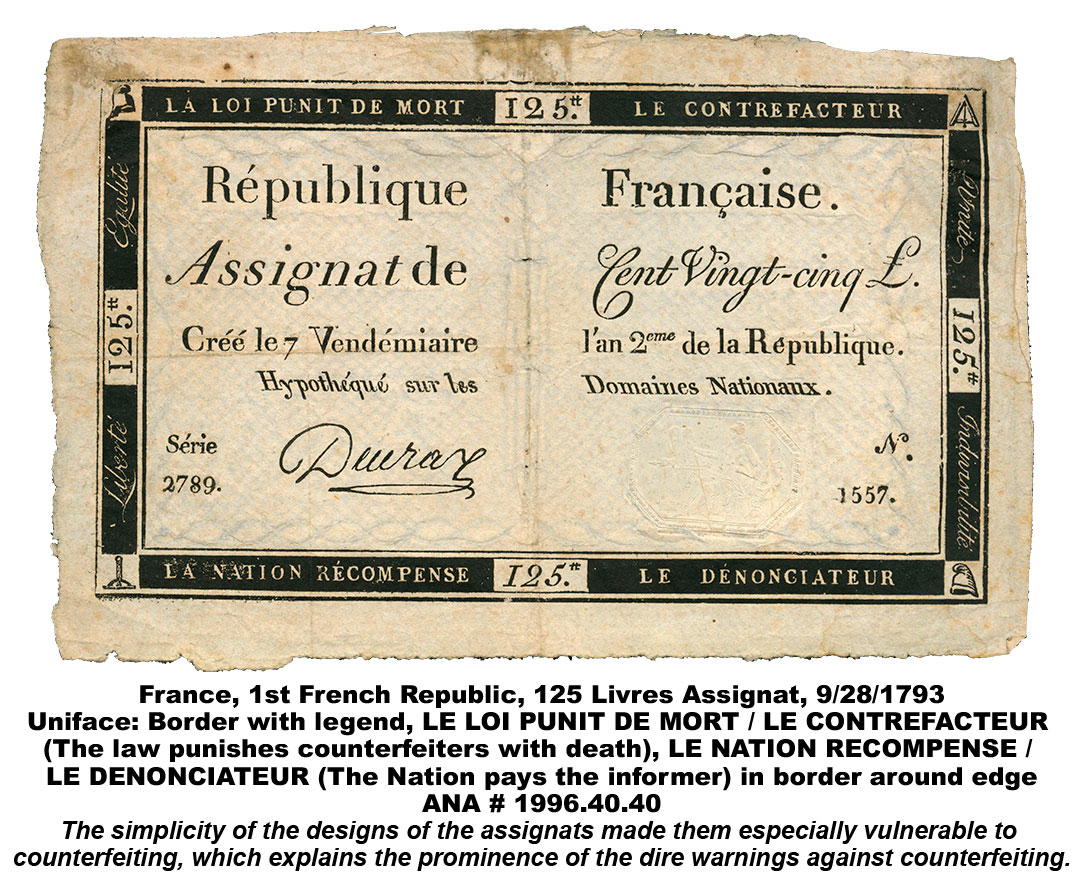 LA LOI PUNIT DE MORT 125.tt LE CONTREFACTEUR
Égalité
Unité
République Française.
Assignat de Cent Vingt-cinq £.
125.tt
125.tt
Créé le 7 Vendémiaire l'an 2eme de la République.
Hypothéqué sur les Domaines Nationaux.
Liberté
Indivisibilité
Série N.
2789. 1557.
LA NATION RÉCOMPENSE 125.tt LE DÉNONCIATEUR
France, 1st French Republic, 125 Livres Assignat, 9/28/1793
Uniface: Border with legend, LE LOI PUNIT DE MORT / LE CONTREFACTEUR
(The law punishes counterfeiters with death), LE NATION RECOMPENSE /
LE DENONCIATEUR (The Nation pays the informer) in border around edge
ANA # 1996.40.40
The simplicity of the designs of the assignats made them especially vulnerable to
counterfeiting, which explains the prominence of the dire warnings against counterfeiting.